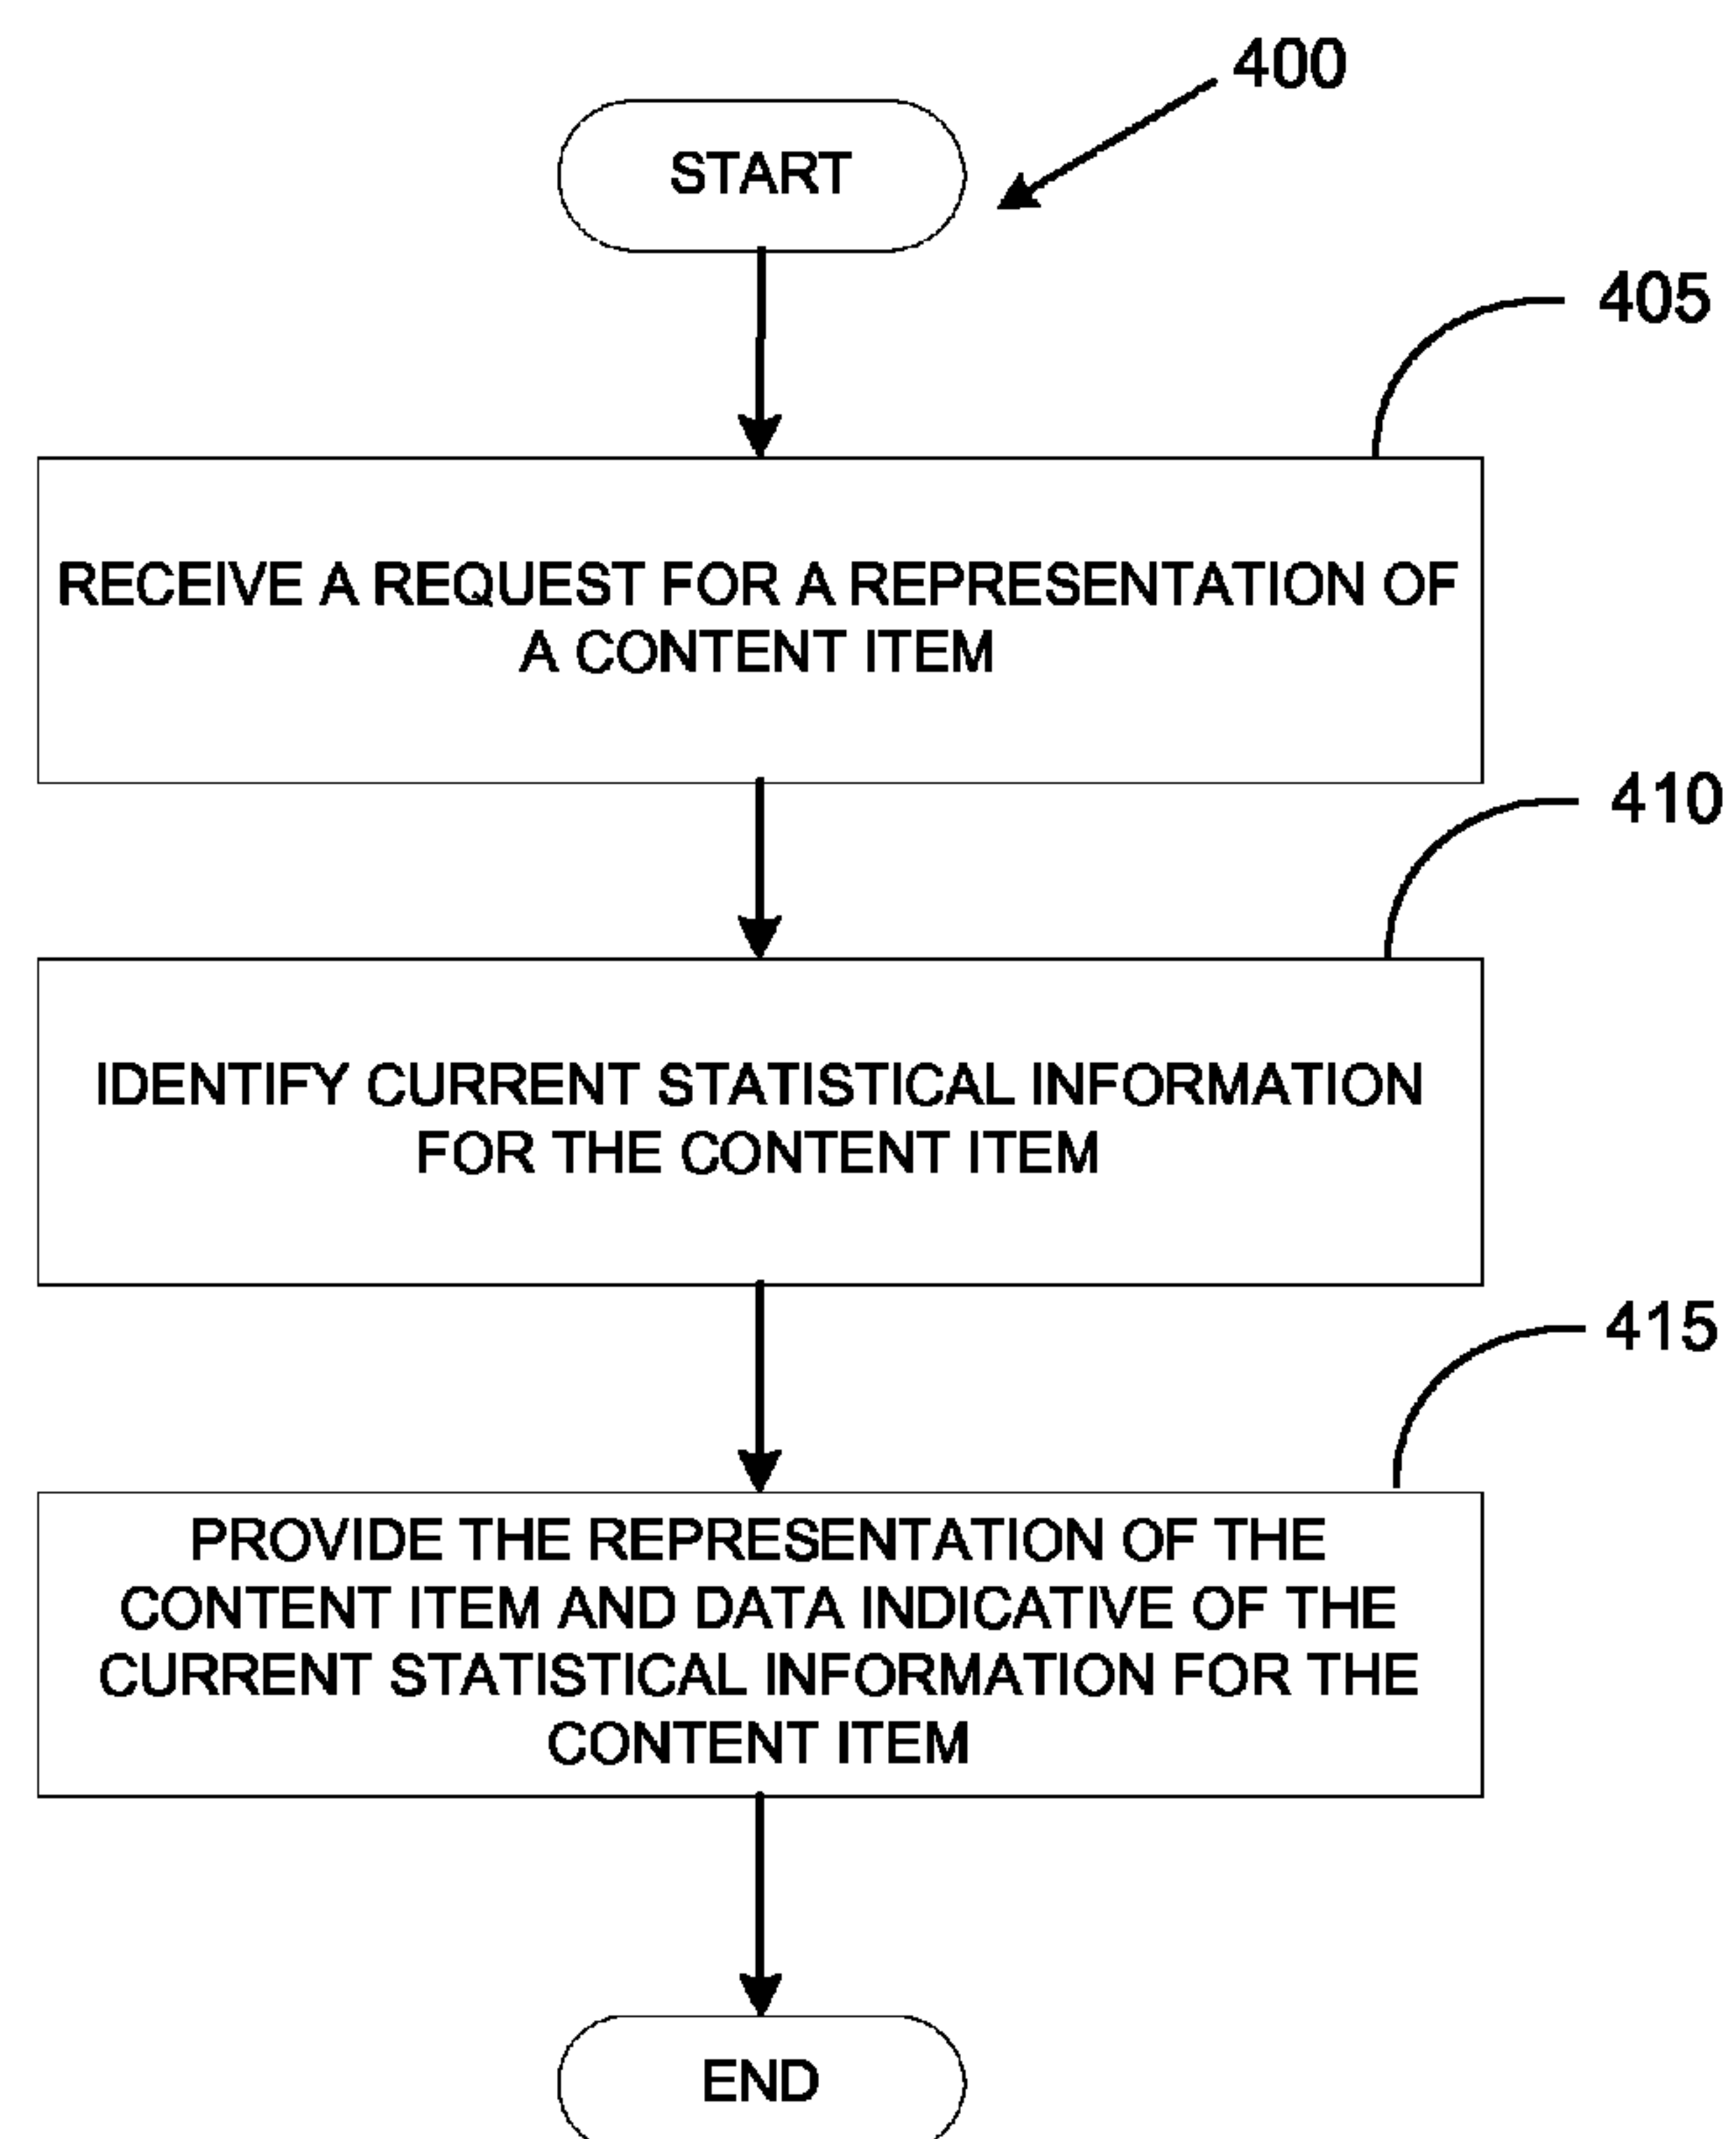 400
START
405
RECEIVE A REQUEST FOR A REPRESENTATION OF
A CONTENT ITEM
410
IDENTIFY CURRENT STATISTICAL INFORMATION
FOR THE CONTENT ITEM
415
PROVIDE THE REPRESENTATION OF THE
CONTENT ITEM AND DATA INDICATIVE OF THE
CURRENT STATISTICAL INFORMATION FOR THE
CONTENT ITEM
END